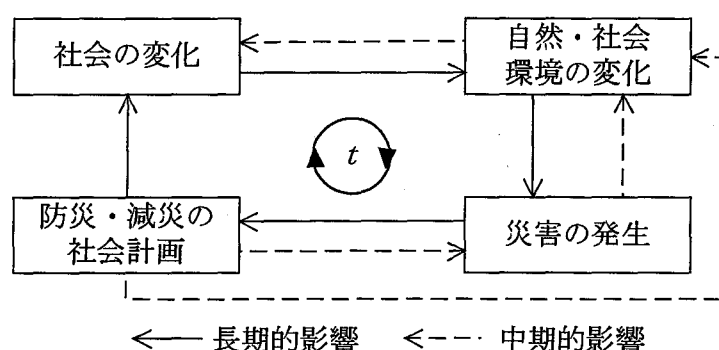 社会の変化
自然・社会
環境の変化
t
防災・減災の
社会計画
災害の発生
長期的影響
中期的影響